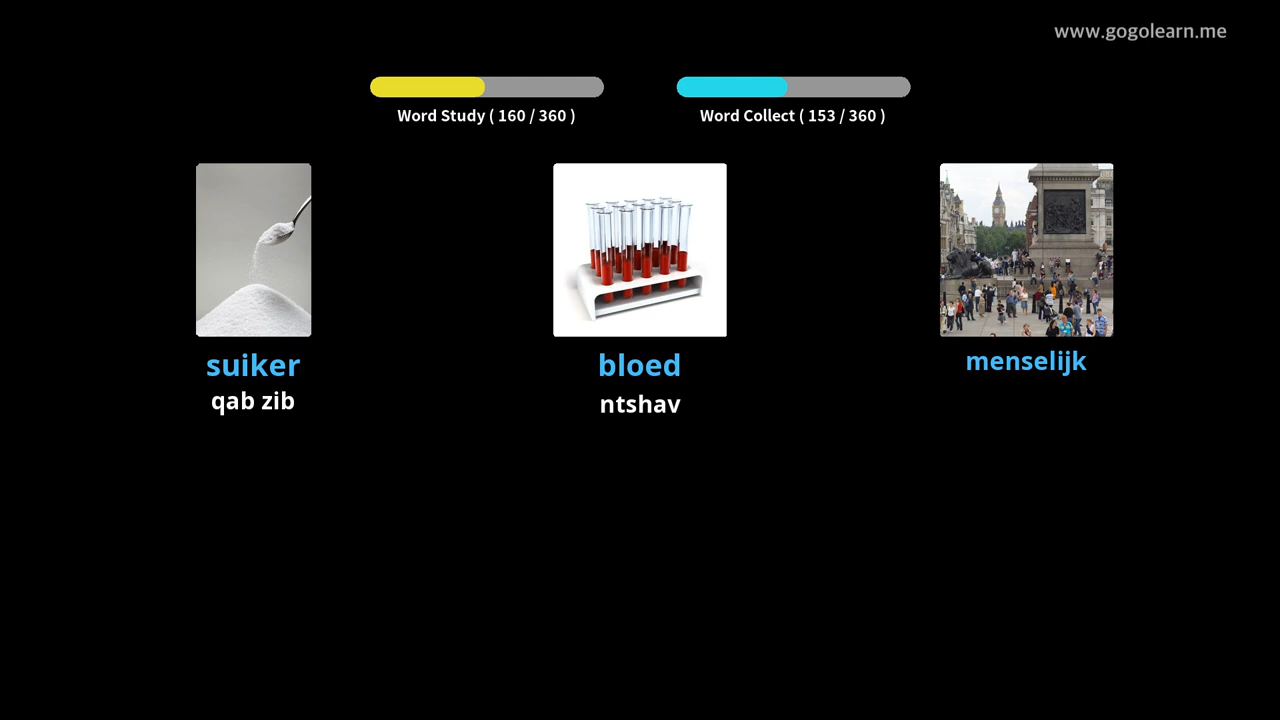 www.gogolearn.me
Word Study ( 160 / 360 )
Word Collect ( 153 / 360 )
suiker
qab zib
bloed
ntshav
menselijk